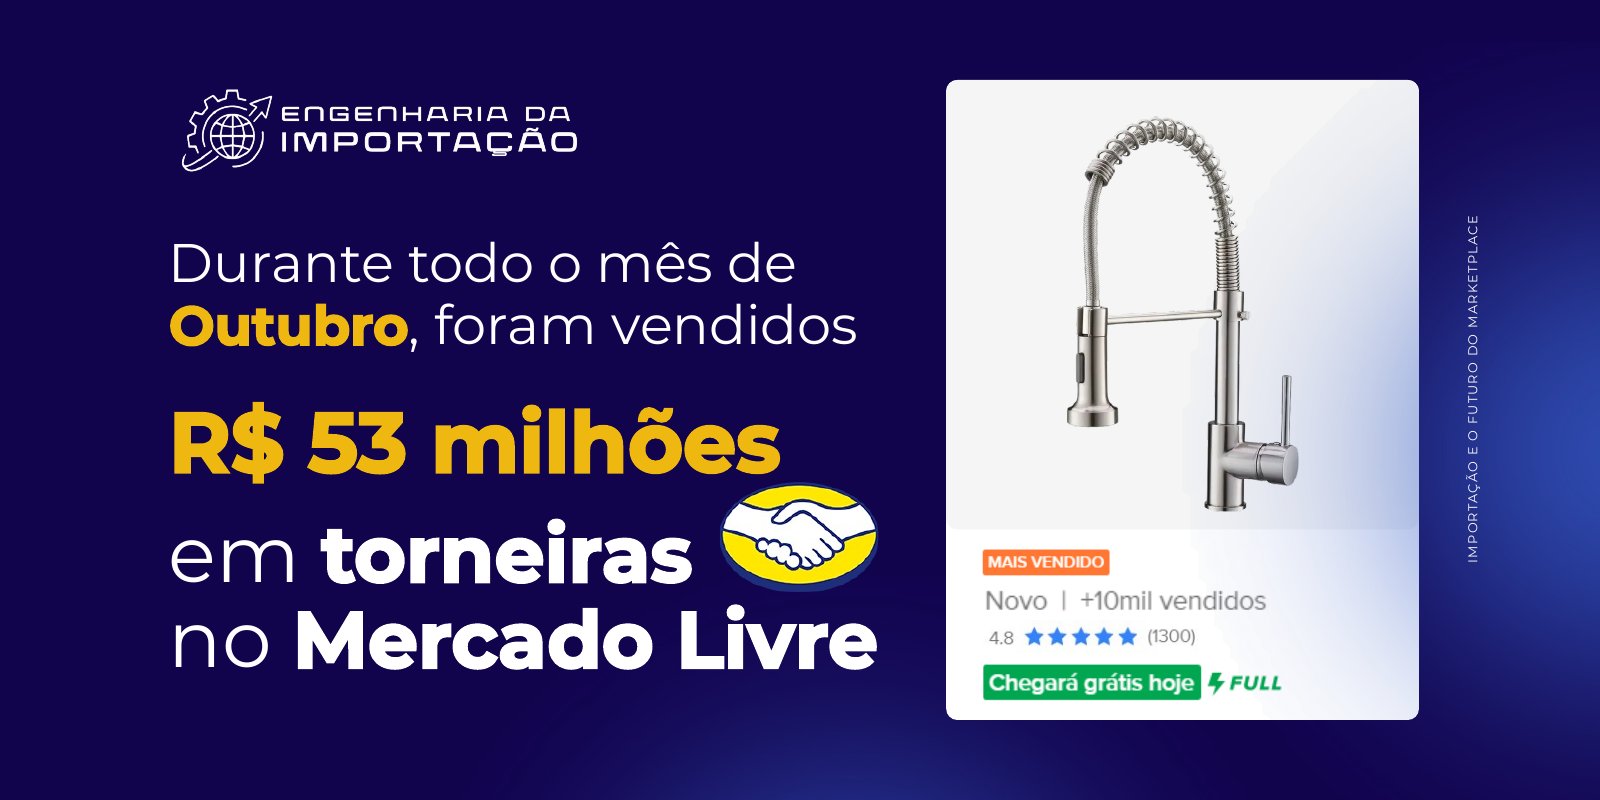 ENGENHARIA DA
IMPORTAÇÃO
Durante todo o mês de
Outubro, foram vendidos
R$ 53 milhões
em torneiras
no Mercado Livre
MAIS VENDIDO
Novo | +10mil vendidos
4.8 ★★★★★ (1300)
Chegará grátis hoje FULL
IMPORTAÇÃO E O FUTURO DO MARKETPLACE